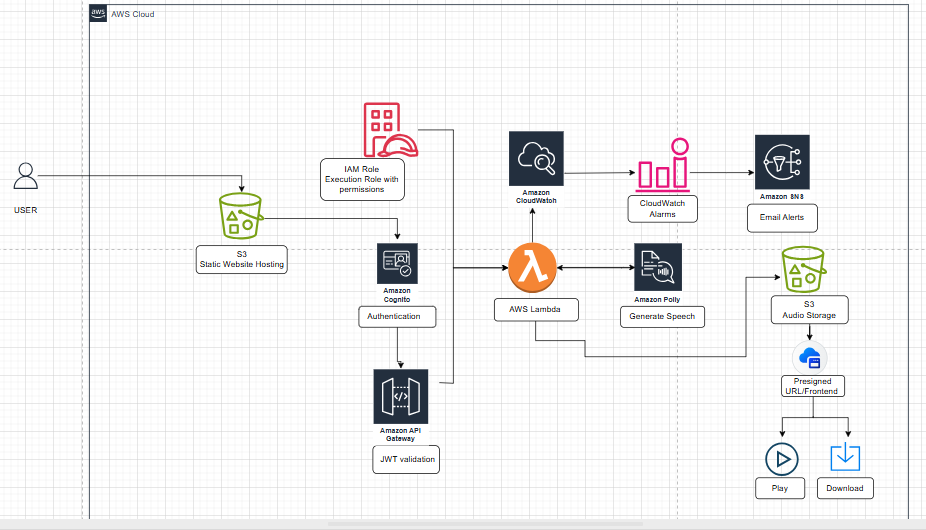 aws
AWS Cloud
USER
IAM Role
Execution Role with
permissions
S3
Static Website Hosting
Amazon
Cognito
Authentication
Amazon API
Gateway
JWT validation
Amazon
CloudWatch
AWS Lambda
CloudWatch
Alarms
Amazon SNS
Email Alerts
Amazon Polly
Generate Speech
S3
Audio Storage
Presigned
URL/Frontend
Play
Download